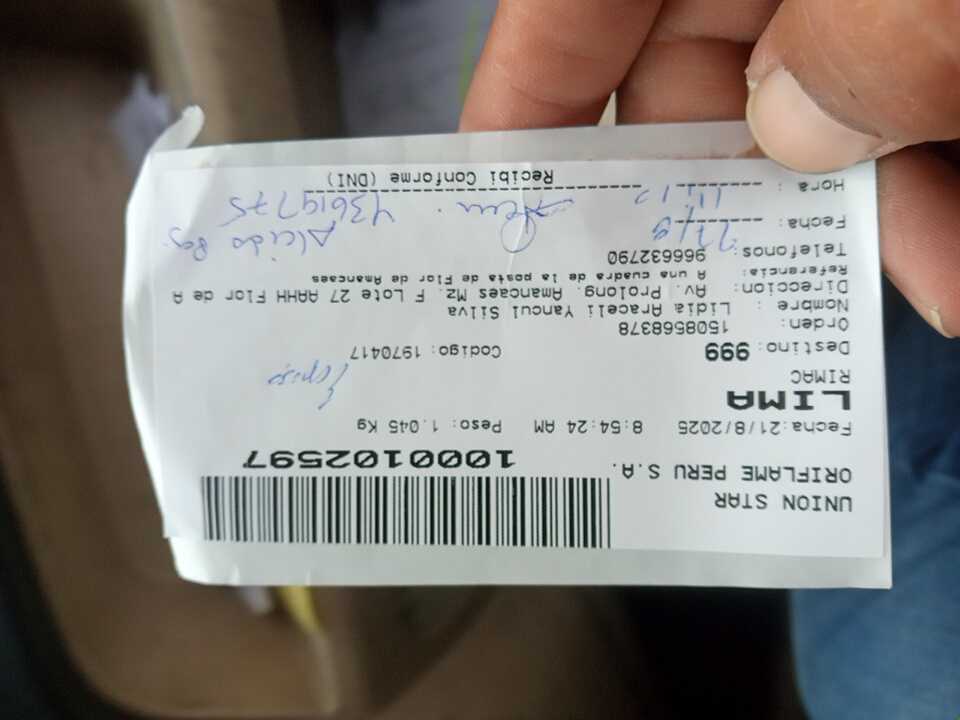 UNION STAR
ORIFLAME PERU S.A.
1000102597
Fecha:21/8/2025 8:54:24 AM Peso: 1.045 Kg
LIMA
RIMAC
Destino: 999 Codigo: 1970417
Orden: 1508568378
Nombre : Lidia Araceli Yancul Silva
Direccion: Av. Prolong. Amancaes Mz. F Lote 27 AAHH Flor de A
Referencia: A una cuadra de la posta de Flor de Amancaes
Telefonos: 966632790
Fecha :
Hora :
43619775
Recibi Conforme (DNI)